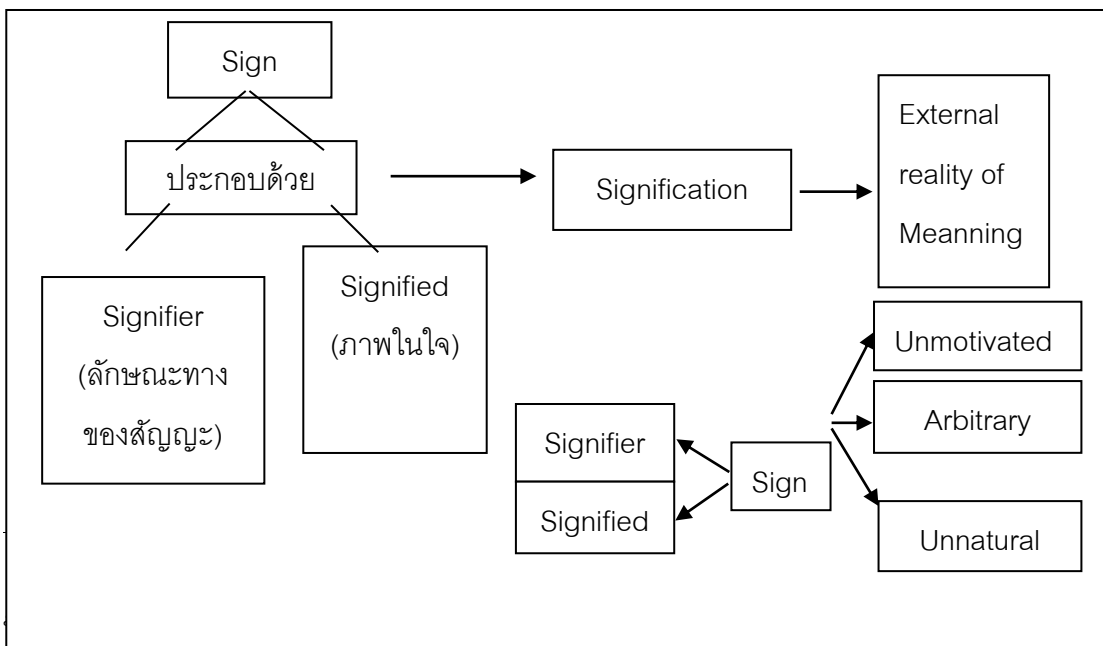 Sign
ประกอบด้วย
Signifier
(ลักษณะทาง
ของสัญญะ)
Signified
(ภาพในใจ)
Signification
External
reality of
Meanning
Signifier
Signified
Sign
Unmotivated
Arbitrary
Unnatural